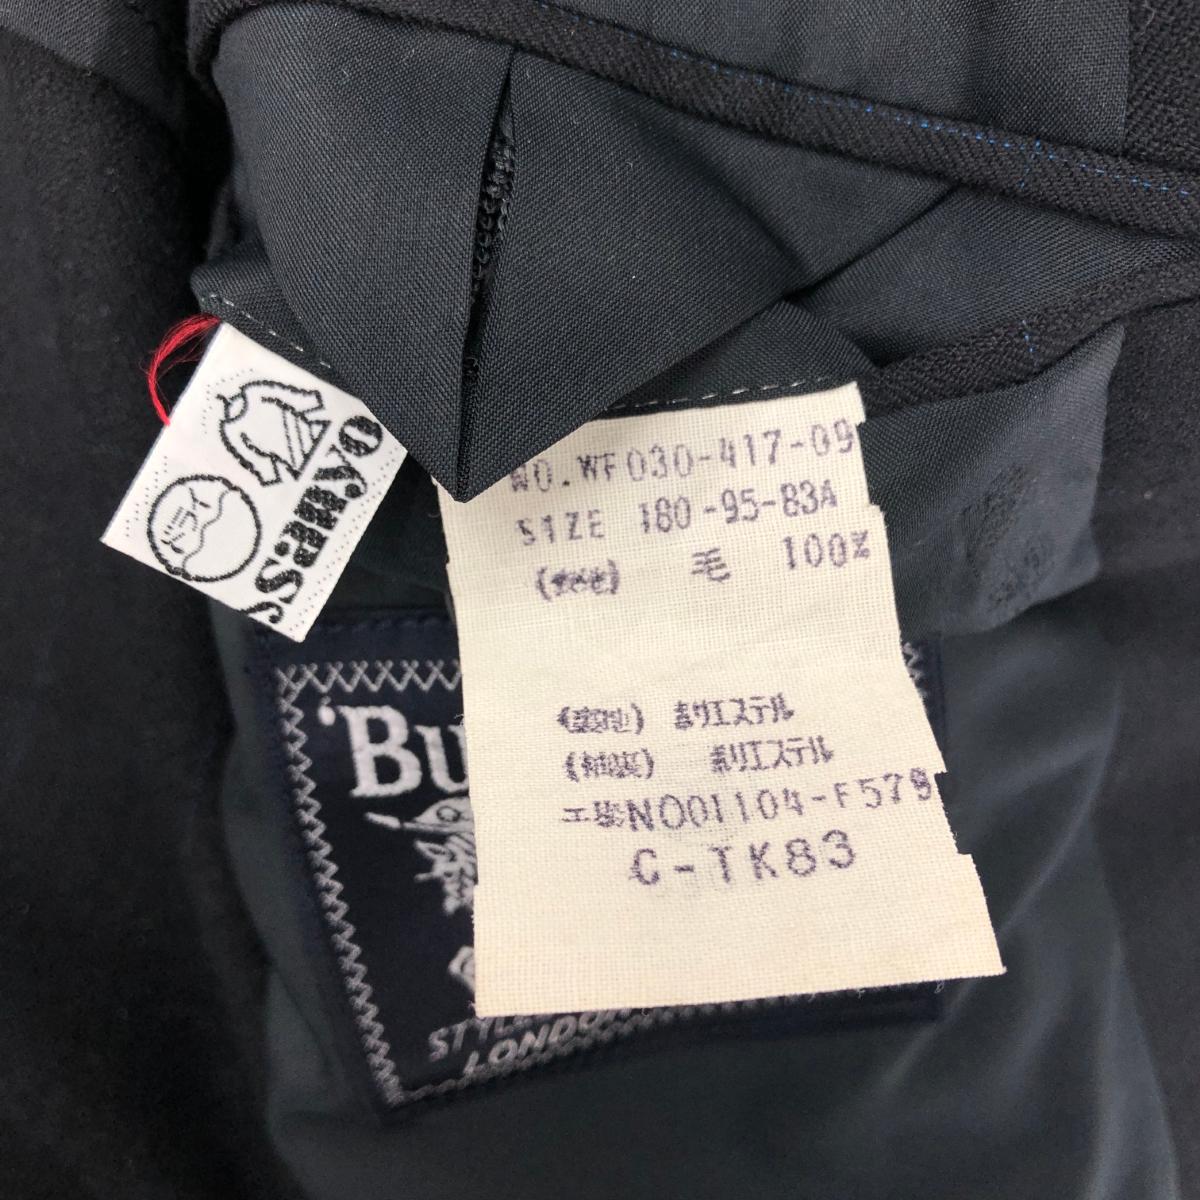 NO.WF030-417-09
SIZE 180-95-83A
(表地) 毛 100%
(裏地) ポリエステル
(袖裏) ポリエステル
工場NO01104-F579
C-TK83
SANYO
'Bu
STYL
LONDON